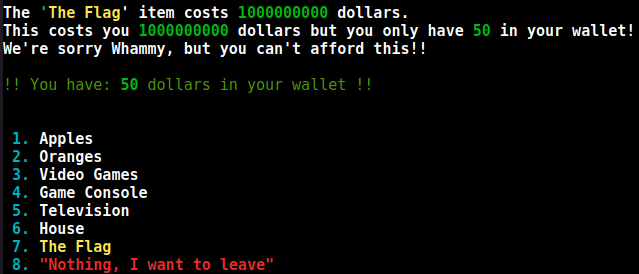 The 'The Flag' item costs 1000000000 dollars.
This costs you 1000000000 dollars but you only have 50 in your wallet!
We're sorry Whammy, but you can't afford this!!
!! You have: 50 dollars in your wallet !!
1. Apples
2. Oranges
3. Video Games
4. Game Console
5. Television
6. House
7. The Flag
8. "Nothing, I want to leave"